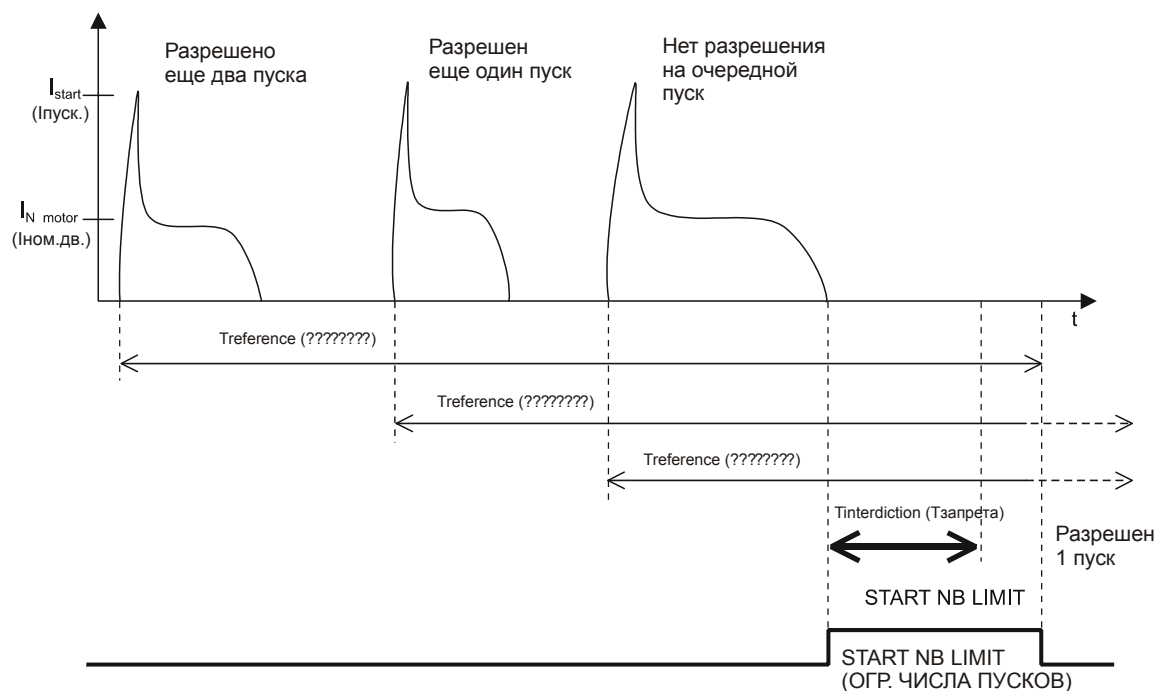 Разрешено
еще два пуска
Разрешен
еще один пуск
Нет разрешения
на очередной
пуск
Istart
(Iпуск.)
IN motor
(Iном.дв.)
t
Treference (????????)
Treference (????????)
Treference (????????)
Tinterdiction (Тзапрета)
Разрешен
1 пуск
START NB LIMIT
START NB LIMIT
(ОГР. ЧИСЛА ПУСКОВ)